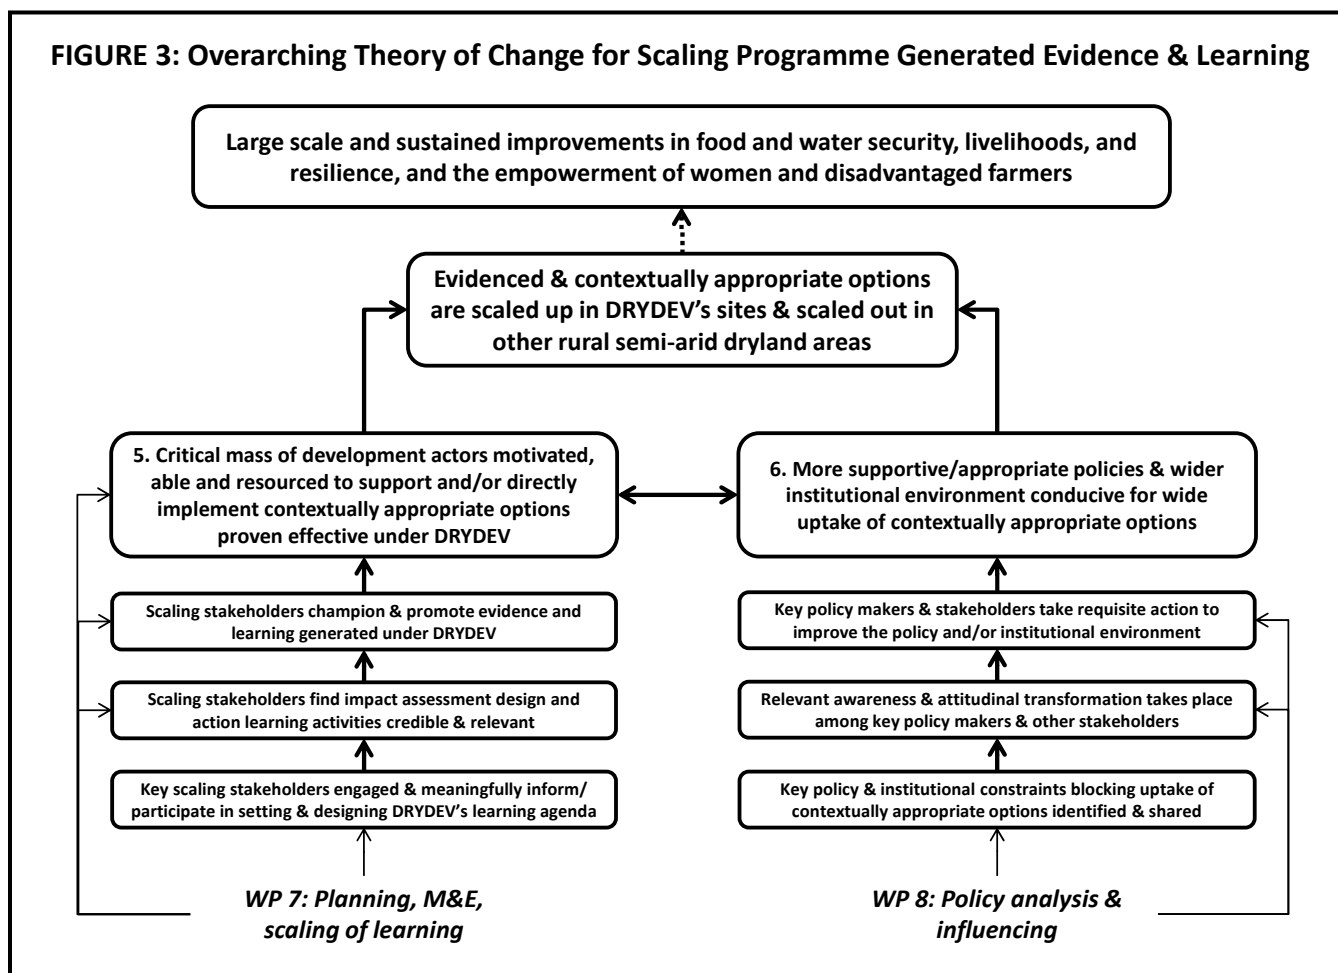 FIGURE 3: Overarching Theory of Change for Scaling Programme Generated Evidence & Learning
Large scale and sustained improvements in food and water security, livelihoods, and
resilience, and the empowerment of women and disadvantaged farmers
Evidenced & contextually appropriate options
are scaled up in DRYDEV’s sites & scaled out in
other rural semi-arid dryland areas
5. Critical mass of development actors motivated,
able and resourced to support and/or directly
implement contextually appropriate options
proven effective under DRYDEV
6. More supportive/appropriate policies & wider
institutional environment conducive for wide
uptake of contextually appropriate options
Scaling stakeholders champion & promote evidence and
learning generated under DRYDEV
Key policy makers & stakeholders take requisite action to
improve the policy and/or institutional environment
Scaling stakeholders find impact assessment design and
action learning activities credible & relevant
Relevant awareness & attitudinal transformation takes place
among key policy makers & other stakeholders
Key scaling stakeholders engaged & meaningfully inform/
participate in setting & designing DRYDEV’s learning agenda
Key policy & institutional constraints blocking uptake of
contextually appropriate options identified & shared
WP 7: Planning, M&E,
scaling of learning
WP 8: Policy analysis &
influencing